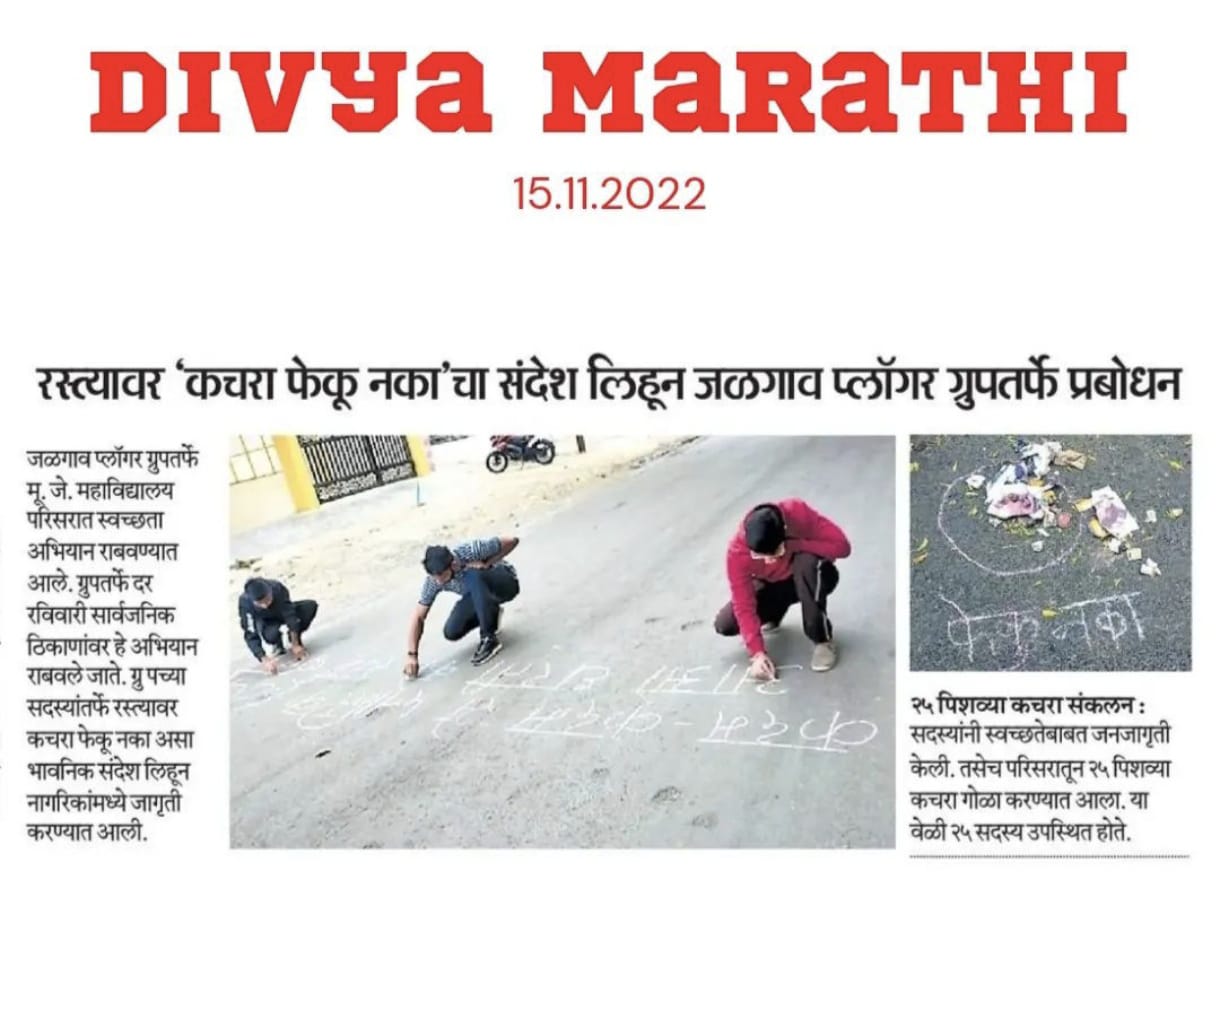 DIVYA MARATHI
15.11.2022
रस्त्यावर ‘कचरा फेकू नका’चा संदेश लिहून जळगाव प्लॉगर ग्रुपतर्फे प्रबोधन
जळगाव प्लॉगर ग्रुपतर्फे
मू. जे. महाविद्यालय
परिसरात स्वच्छता
अभियान राबवण्यात
आले. ग्रुपतर्फे दर
रविवारी सार्वजनिक
ठिकाणांवर हे अभियान
राबवले जाते. ग्रु पच्या
सदस्यांतर्फे रस्त्यावर
कचरा फेकू नका असा
भावनिक संदेश लिहून
नागरिकांमध्ये जागृती
करण्यात आली.
फेकु नका
२५ पिशव्या कचरा संकलन :
सदस्यांनी स्वच्छतेबाबत जनजागृती
केली. तसेच परिसरातून २५ पिशव्या
कचरा गोळा करण्यात आला. या
वेळी २५ सदस्य उपस्थित होते.